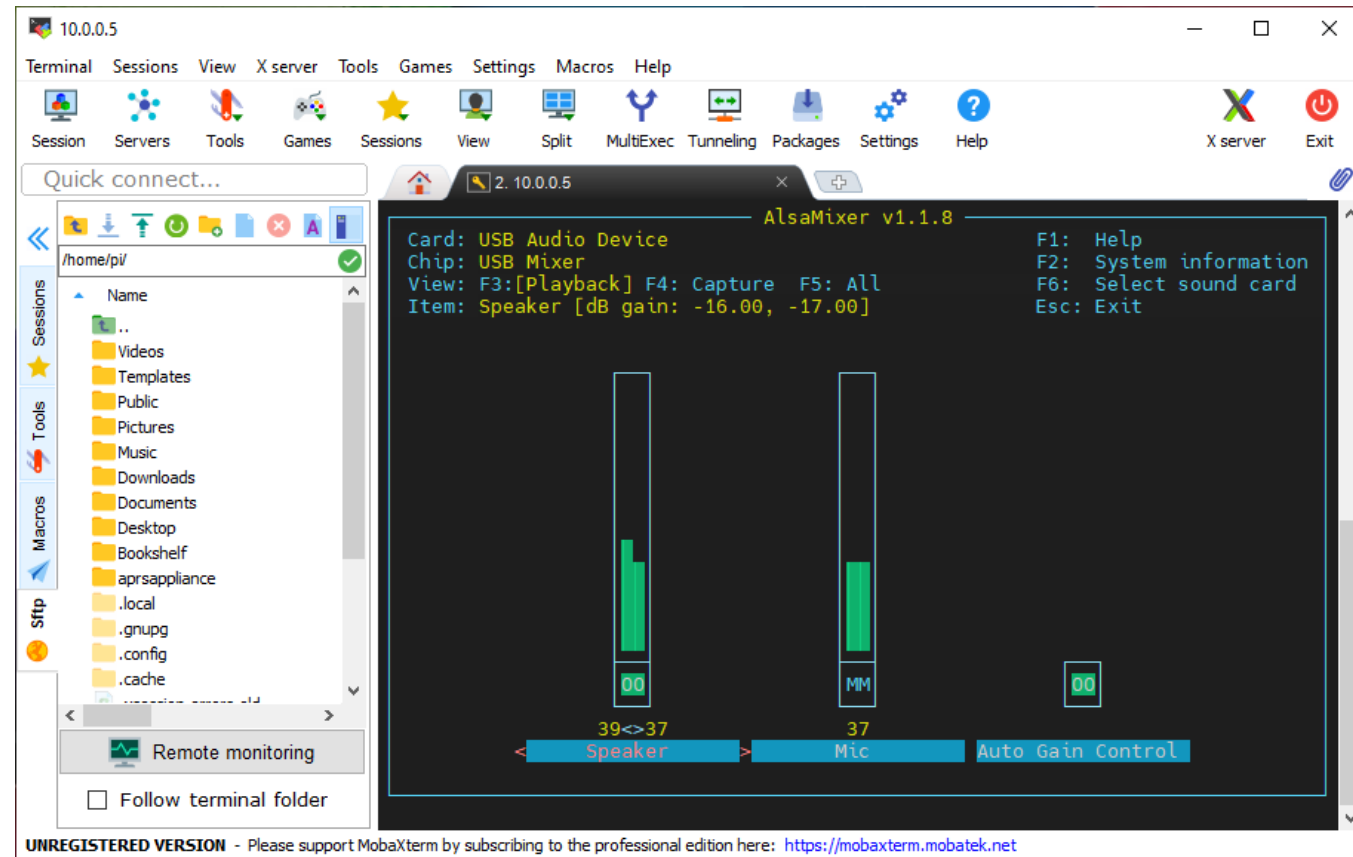 10.0.0.5
Terminal Sessions View X server Tools Games Settings Macros Help
Session Servers Tools Games Sessions View Split MultiExec Tunneling Packages Settings Help X server Exit
Quick connect...
2. 10.0.0.5
/home/pi/
Name
..
Videos
Templates
Public
Pictures
Music
Downloads
Documents
Desktop
Bookshelf
aprsappliance
.local
.gnupg
.config
.cache
Sessions
Tools
Macros
Sftp
Remote monitoring
Follow terminal folder
AlsaMixer v1.1.8
Card: USB Audio Device F1: Help
Chip: USB Mixer F2: System information
View: F3:[Playback] F4: Capture F5: All F6: Select sound card
Item: Speaker [dB gain: -16.00, -17.00] Esc: Exit
OO MM OO
39<>37 37
< Speaker > Mic Auto Gain Control
UNREGISTERED VERSION - Please support MobaXterm by subscribing to the professional edition here: https://mobaxterm.mobatek.net